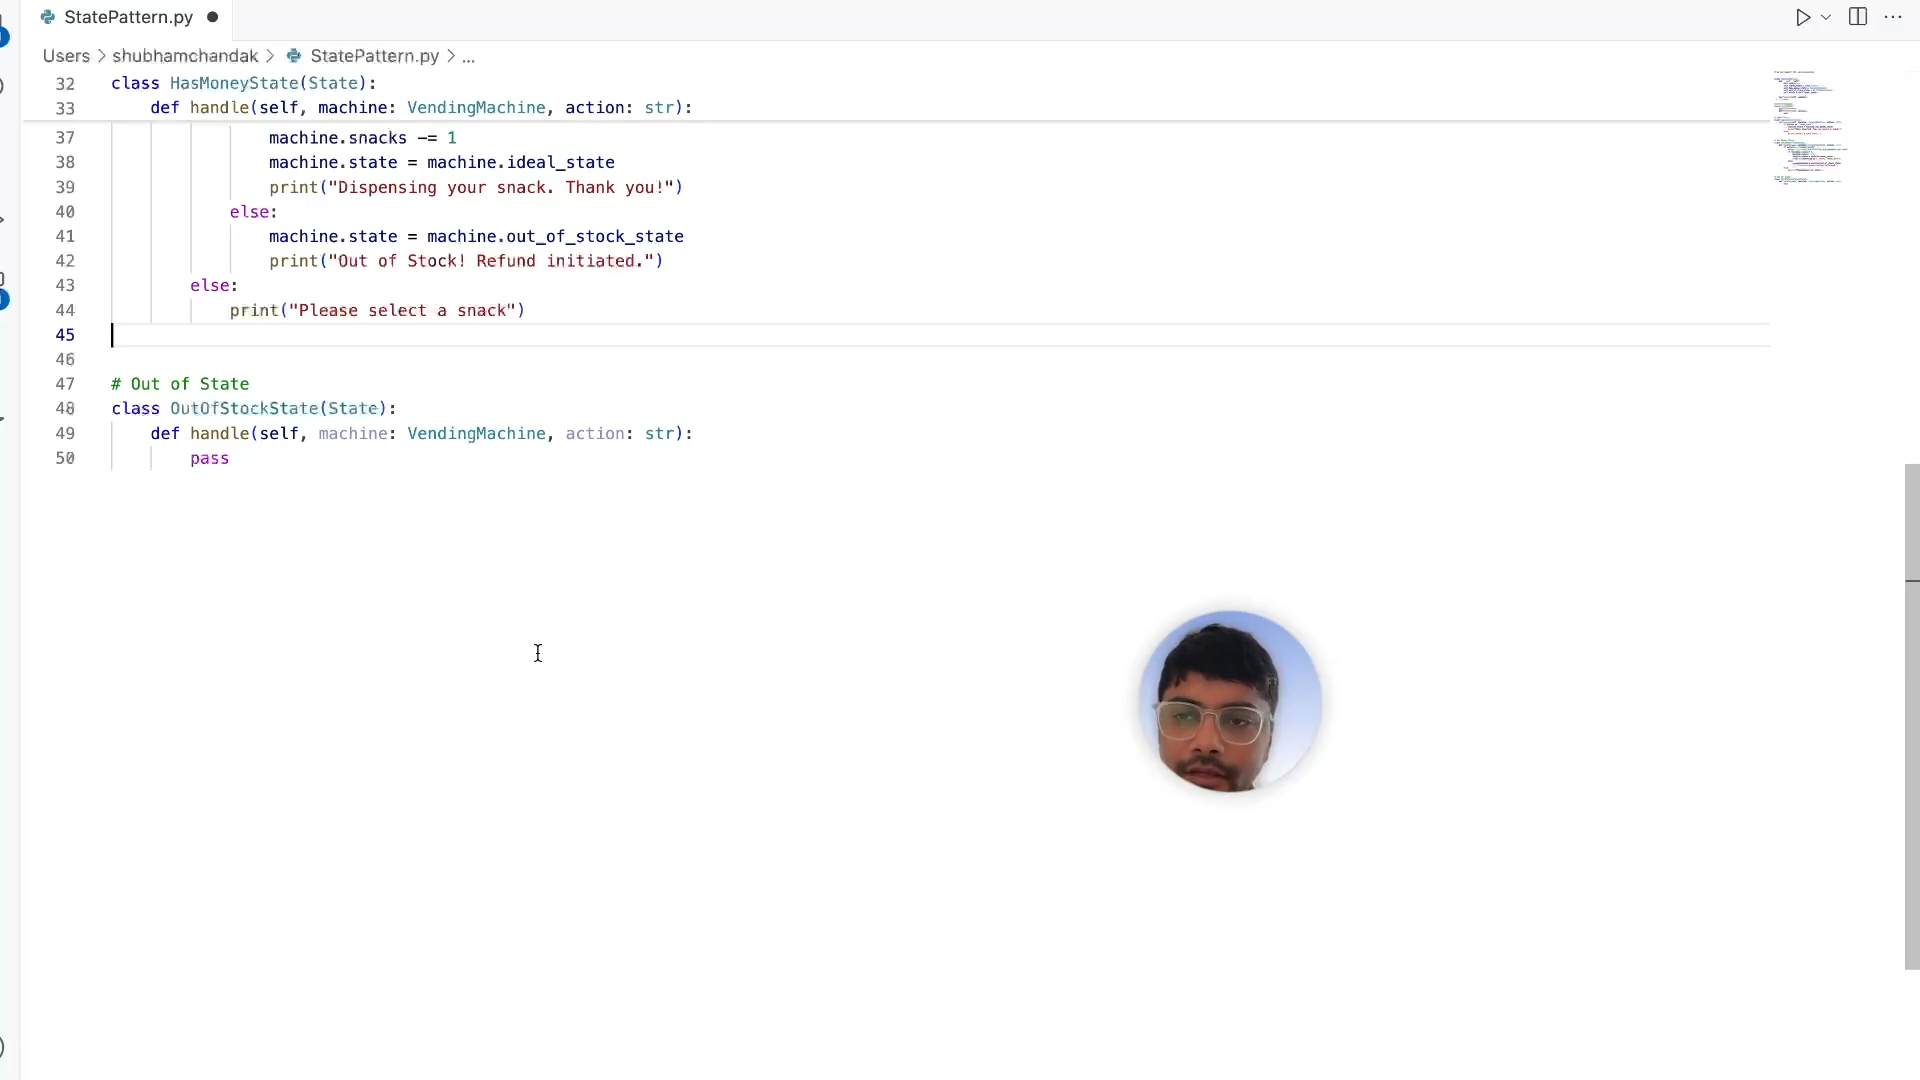 StatePattern.py
Users > shubhamchandak > StatePattern.py > ...
32 class HasMoneyState(State):
33 def handle(self, machine: VendingMachine, action: str):
37 machine.snacks -= 1
38 machine.state = machine.ideal_state
39 print("Dispensing your snack. Thank you!")
40 else:
41 machine.state = machine.out_of_stock_state
42 print("Out of Stock! Refund initiated.")
43 else:
44 print("Please select a snack")
45
46
47 # Out of State
48 class OutOfStockState(State):
49 def handle(self, machine: VendingMachine, action: str):
50 pass